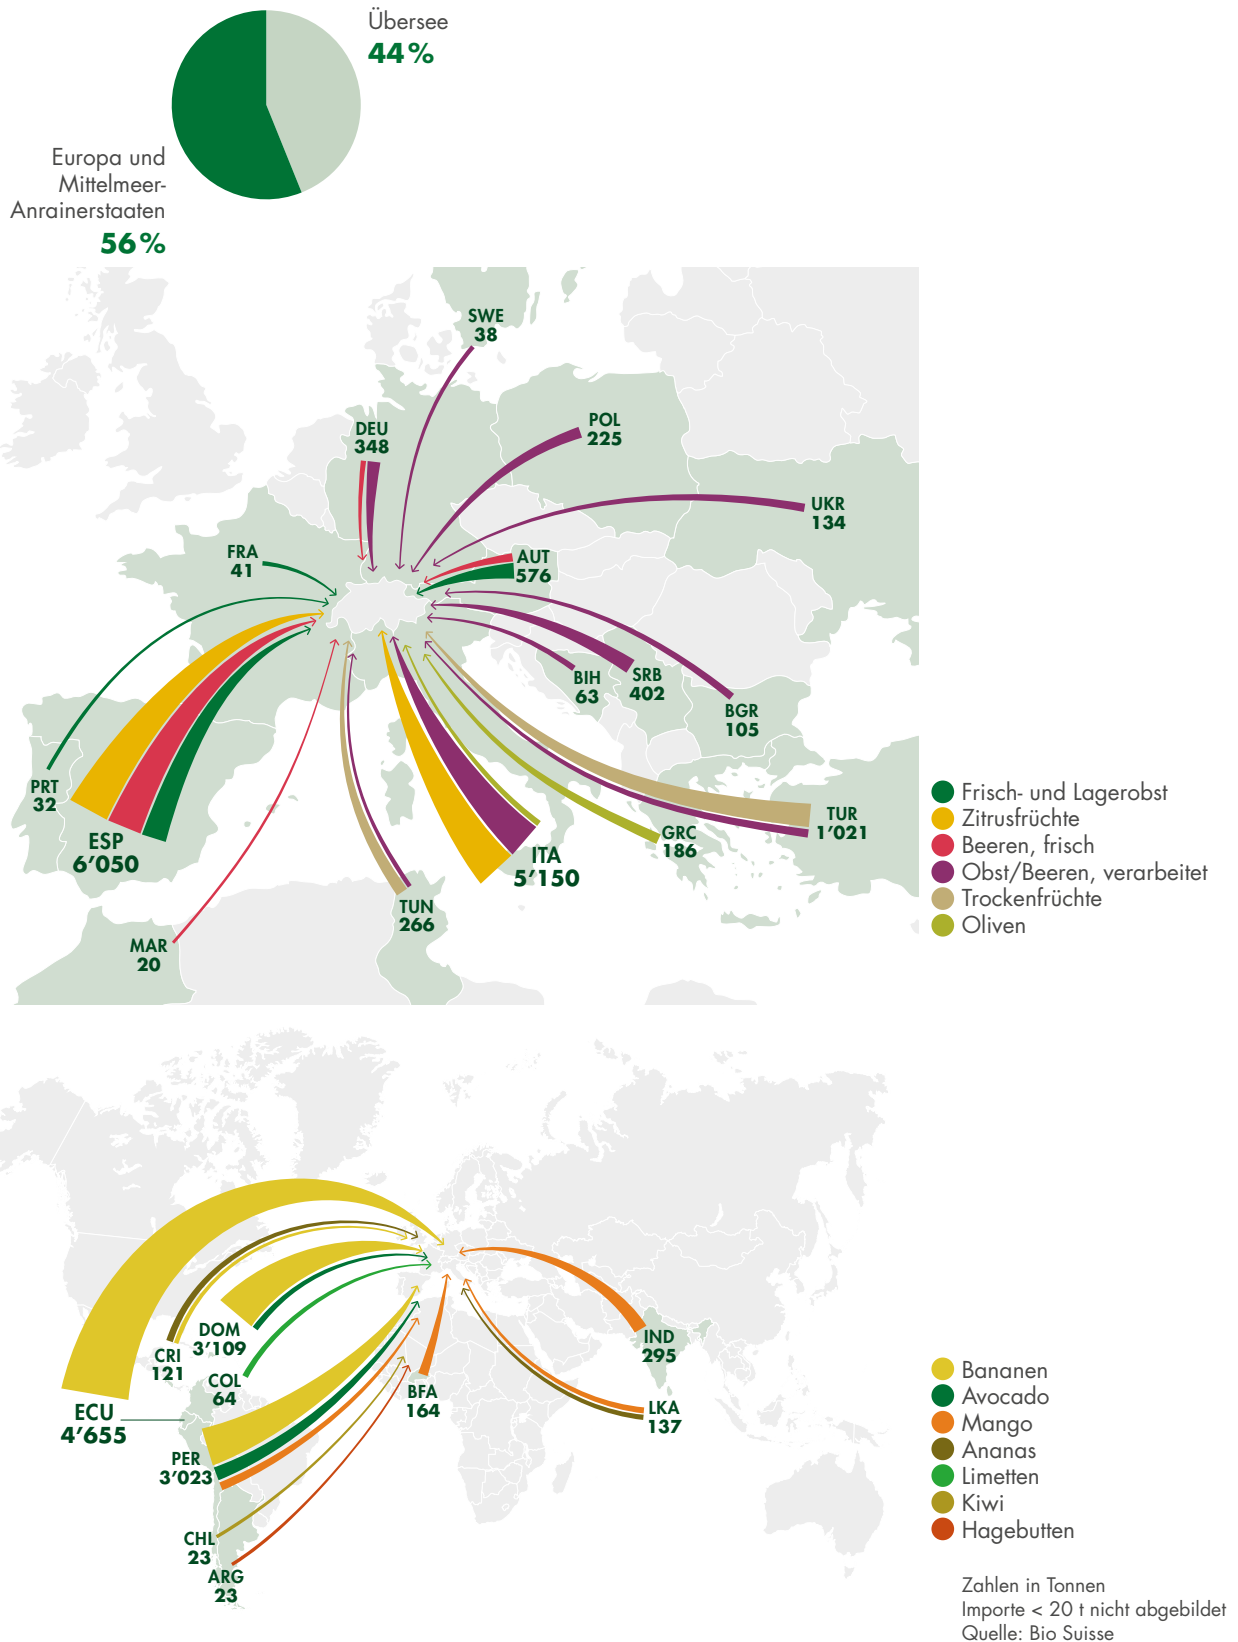 Übersee
44 %
Europa und
Mittelmeer-
Anrainerstaaten
56 %
SWE
38
DEU
348
POL
225
UKR
134
FRA
41
AUT
576
BIH
63
SRB
402
BGR
105
PRT
32
ESP
6’050
ITA
5’150
GRC
186
TUR
1’021
TUN
266
MAR
20
Frisch- und Lagerobst
Zitrusfrüchte
Beeren, frisch
Obst/Beeren, verarbeitet
Trockenfrüchte
Oliven
DOM
3’109
CRI
121
COL
64
ECU
4’655
PER
3’023
CHL
23
ARG
23
BFA
164
IND
295
LKA
137
Bananen
Avocado
Mango
Ananas
Limetten
Kiwi
Hagebutten
Zahlen in Tonnen
Importe < 20 t nicht abgebildet
Quelle: Bio Suisse